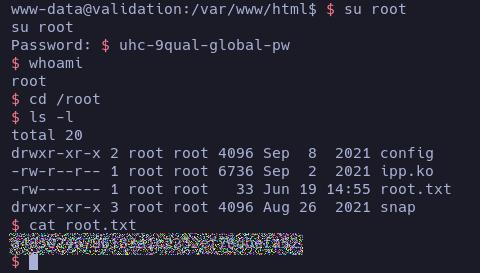 www-data@validation:/var/www/html$ $ su root
su root
Password: $ uhc-9qual-global-pw
$ whoami
root
$ cd /root
$ ls -l
total 20
drwxr-xr-x 2 root root 4096 Sep  8  2021 config
-rw-r--r-- 1 root root 6736 Sep  2  2021 ipp.ko
-rw------- 1 root root   33 Jun 19 14:55 root.txt
drwxr-xr-x 3 root root 4096 Aug 26  2021 snap
$ cat root.txt
$